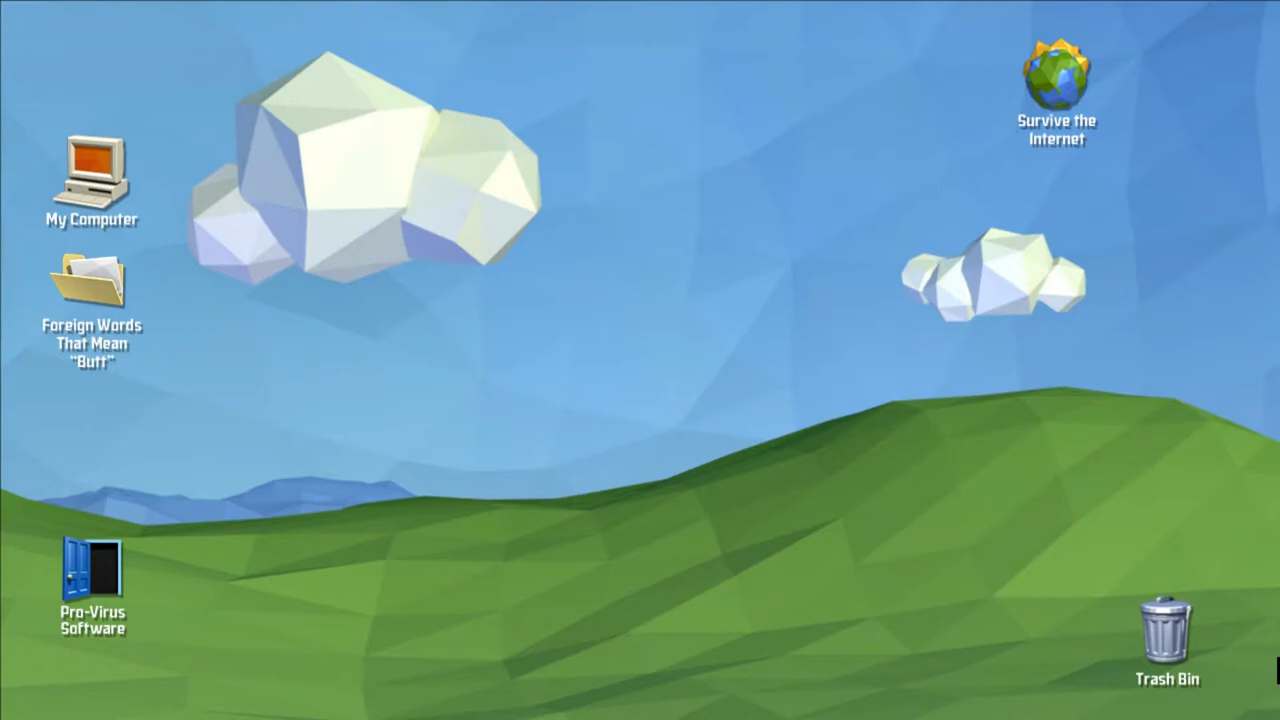 Survive the
Internet
My Computer
Foreign Words
That Mean
"Butt"
Pro-Virus
Software
Trash Bin